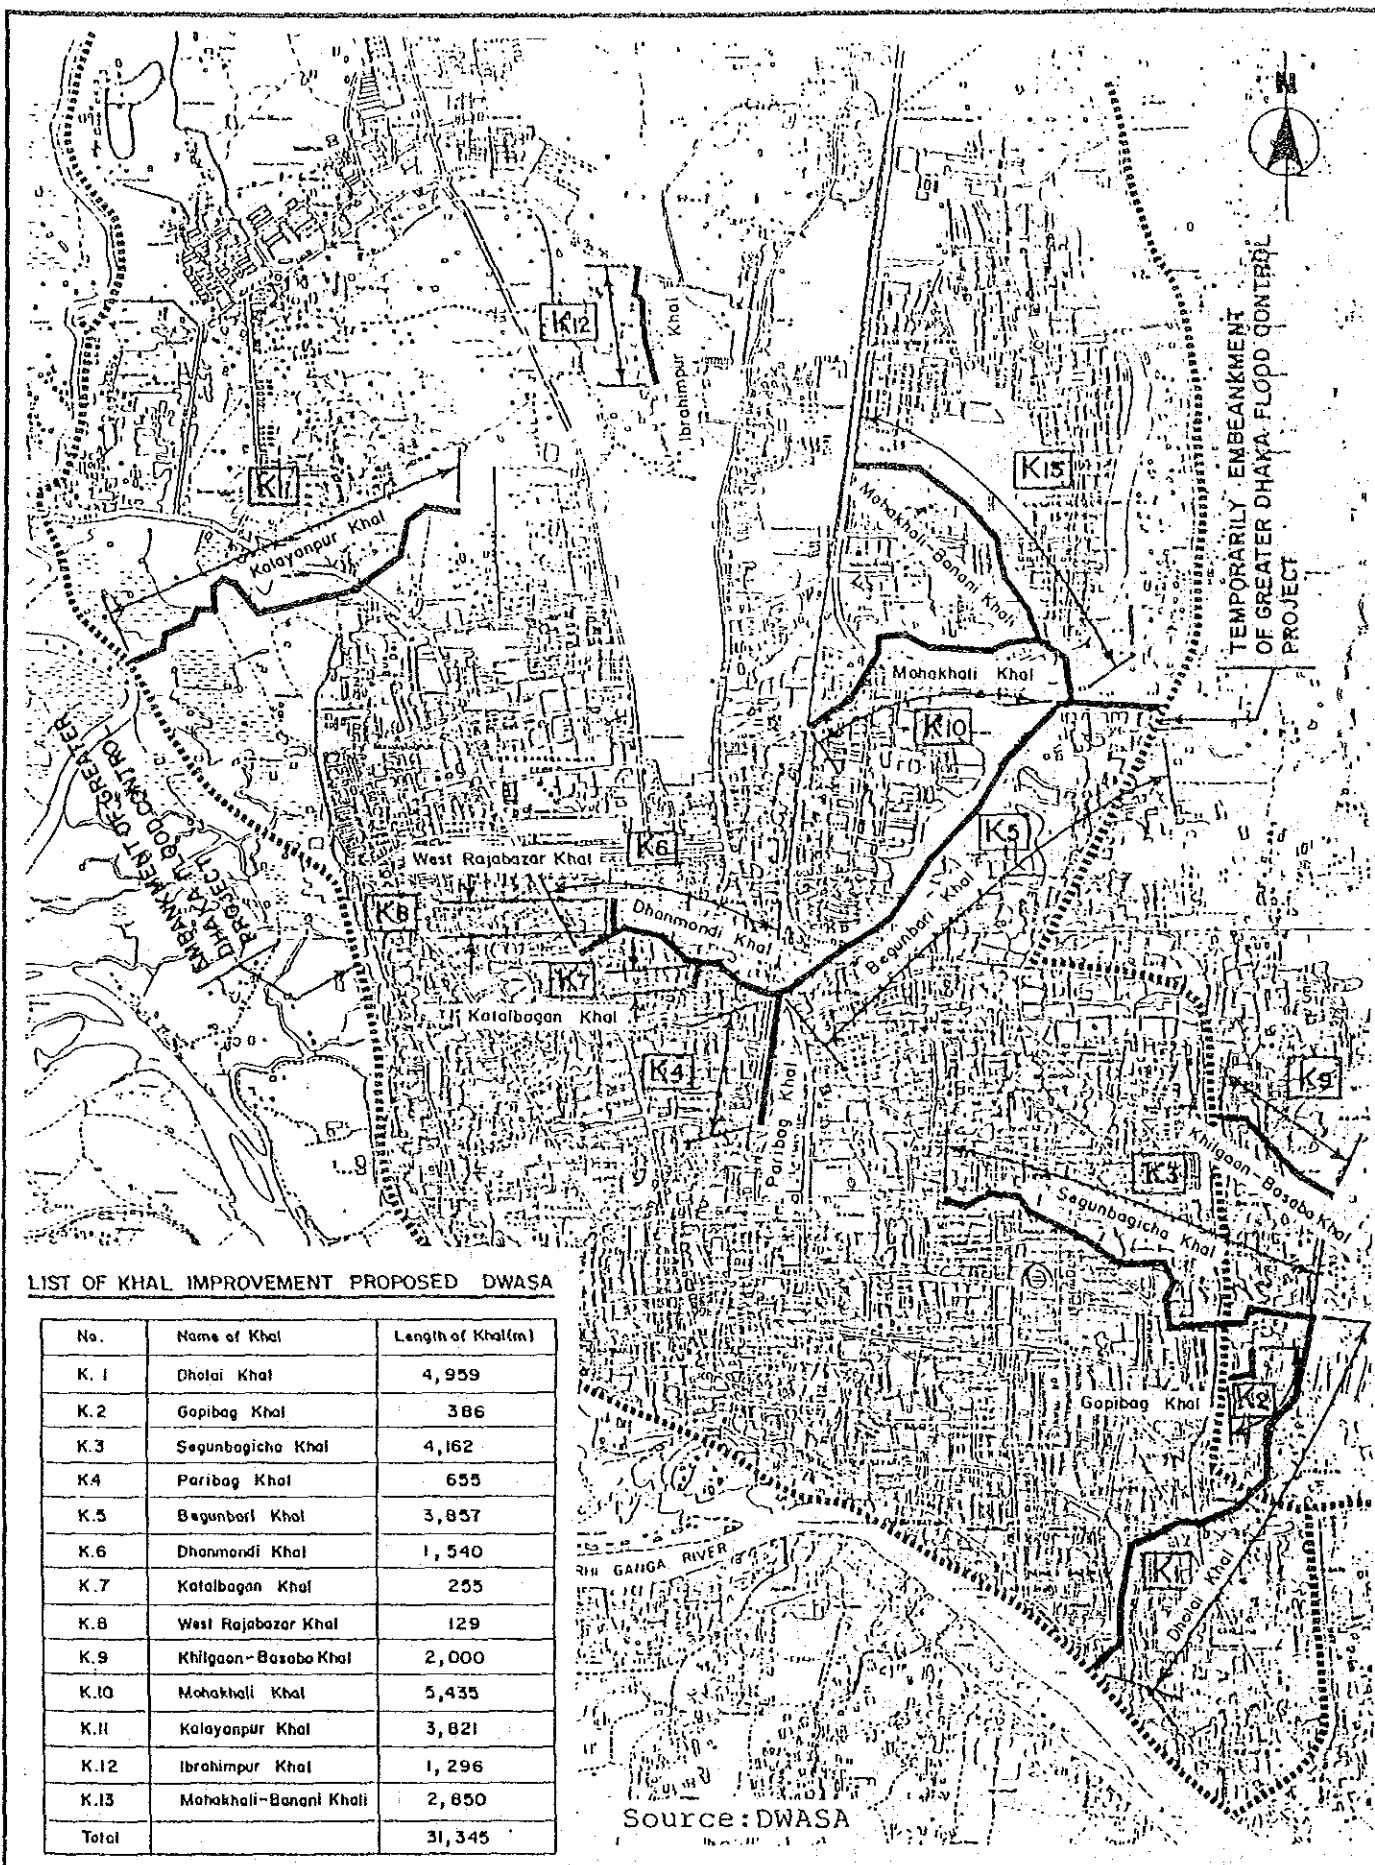 N
TEMPORARILY EMBEANKMENT
OF GREATER DHAKA FLOOD CONTROL
PROJECT
K12
Ibrahimpur Khal
K11
Kalayanpur Khal
K15
Mohakhali-Banani Khali
Mohakhali Khal
K10
EMBANKMENT OF GREATER
DHAKA FLOOD CONTROL
PROJECT
K5
West Rajabazar Khal
K6
K8
Dhanmondi Khal
Begunbari Khal
K7
Katalbagan Khal
K4
Paribag Khal
K9
Khilgaon-Basabo Khal
K3
Segunbagicha Khal
Gopibag Khal
K2
K1
Dholai Khal
RHI GANGA RIVER
LIST OF KHAL IMPROVEMENT PROPOSED DWASA
No. Name of Khal Length of Khal(m)
K.1 Dholai Khal 4,959
K.2 Gopibag Khal 386
K.3 Segunbagicha Khal 4,162
K4 Paribag Khal 655
K.5 Begunbari Khal 3,857
K.6 Dhanmondi Khal 1,540
K.7 Katalbagan Khal 255
K.8 West Rajabazar Khal 129
K.9 Khilgaon-Basabo Khal 2,000
K.10 Mohakhali Khal 5,435
K.11 Kalayanpur Khal 3,821
K.12 Ibrahimpur Khal 1,296
K.13 Mohakhali-Banani Khali 2,850
Total 31,345
Source:DWASA